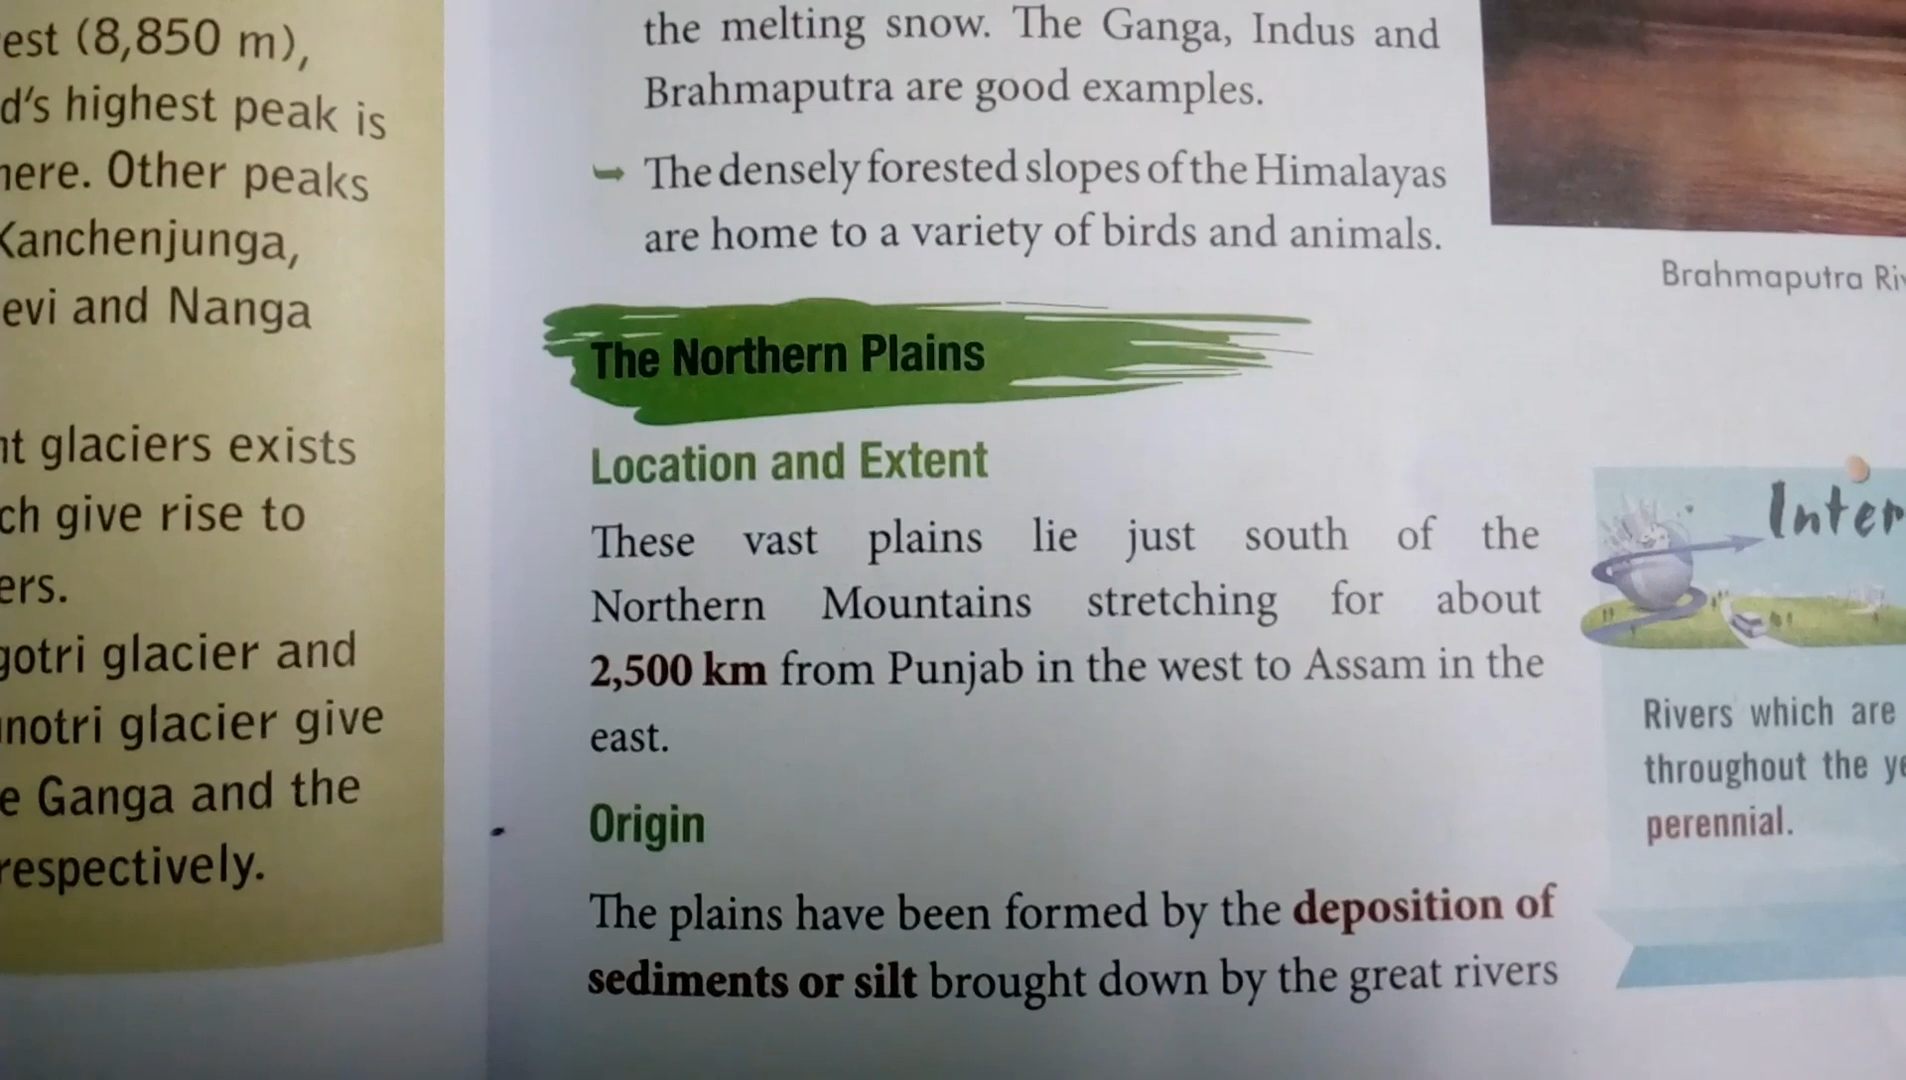 est (8,850 m),
d's highest peak is
here. Other peaks
Kanchenjunga,
evi and Nanga
glaciers exists
ch give rise to
ers.
gotri glacier and
notri glacier give
e Ganga and the
respectively.
the melting snow. The Ganga, Indus and
Brahmaputra are good examples.
The densely forested slopes of the Himalayas
are home to a variety of birds and animals.
The Northern Plains
Location and Extent
These vast plains lie just south of the
Northern Mountains stretching for about
2,500 km from Punjab in the west to Assam in the
east.
Origin
The plains have been formed by the deposition of
sediments or silt brought down by the great rivers
Brahmaputra Riv
Inter
Rivers which are
throughout the ye
perennial.